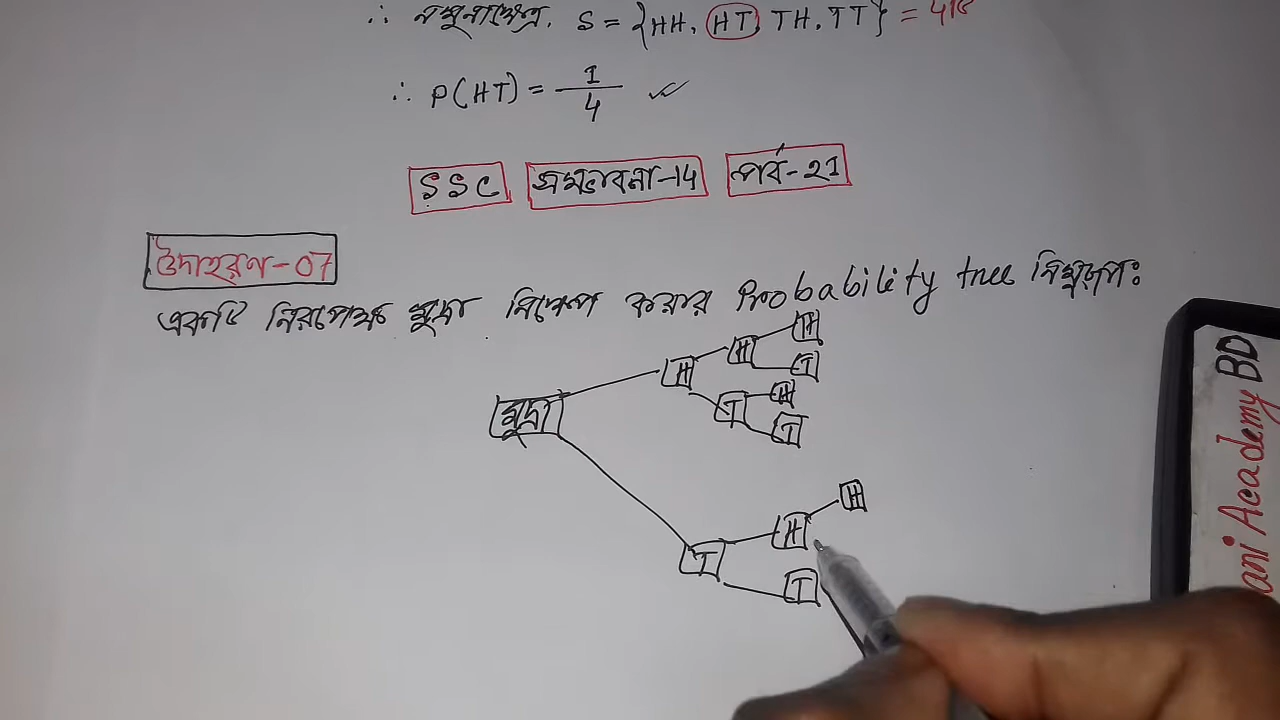 ∴ নমুনাক্ষেত্র, S = {HH, HT, TH, TT} = 4টি
∴ P(HT) = 1/4
SSC সম্ভাবনা-14 পর্ব-21
উদাহরণ-07
একটি নিরপেক্ষ মুদ্রা নিক্ষেপ করার Probability tree নিম্নরূপঃ
H
H
T
H
H
T
T
মুদ্রা
H
H
T
T
ani Academy BD